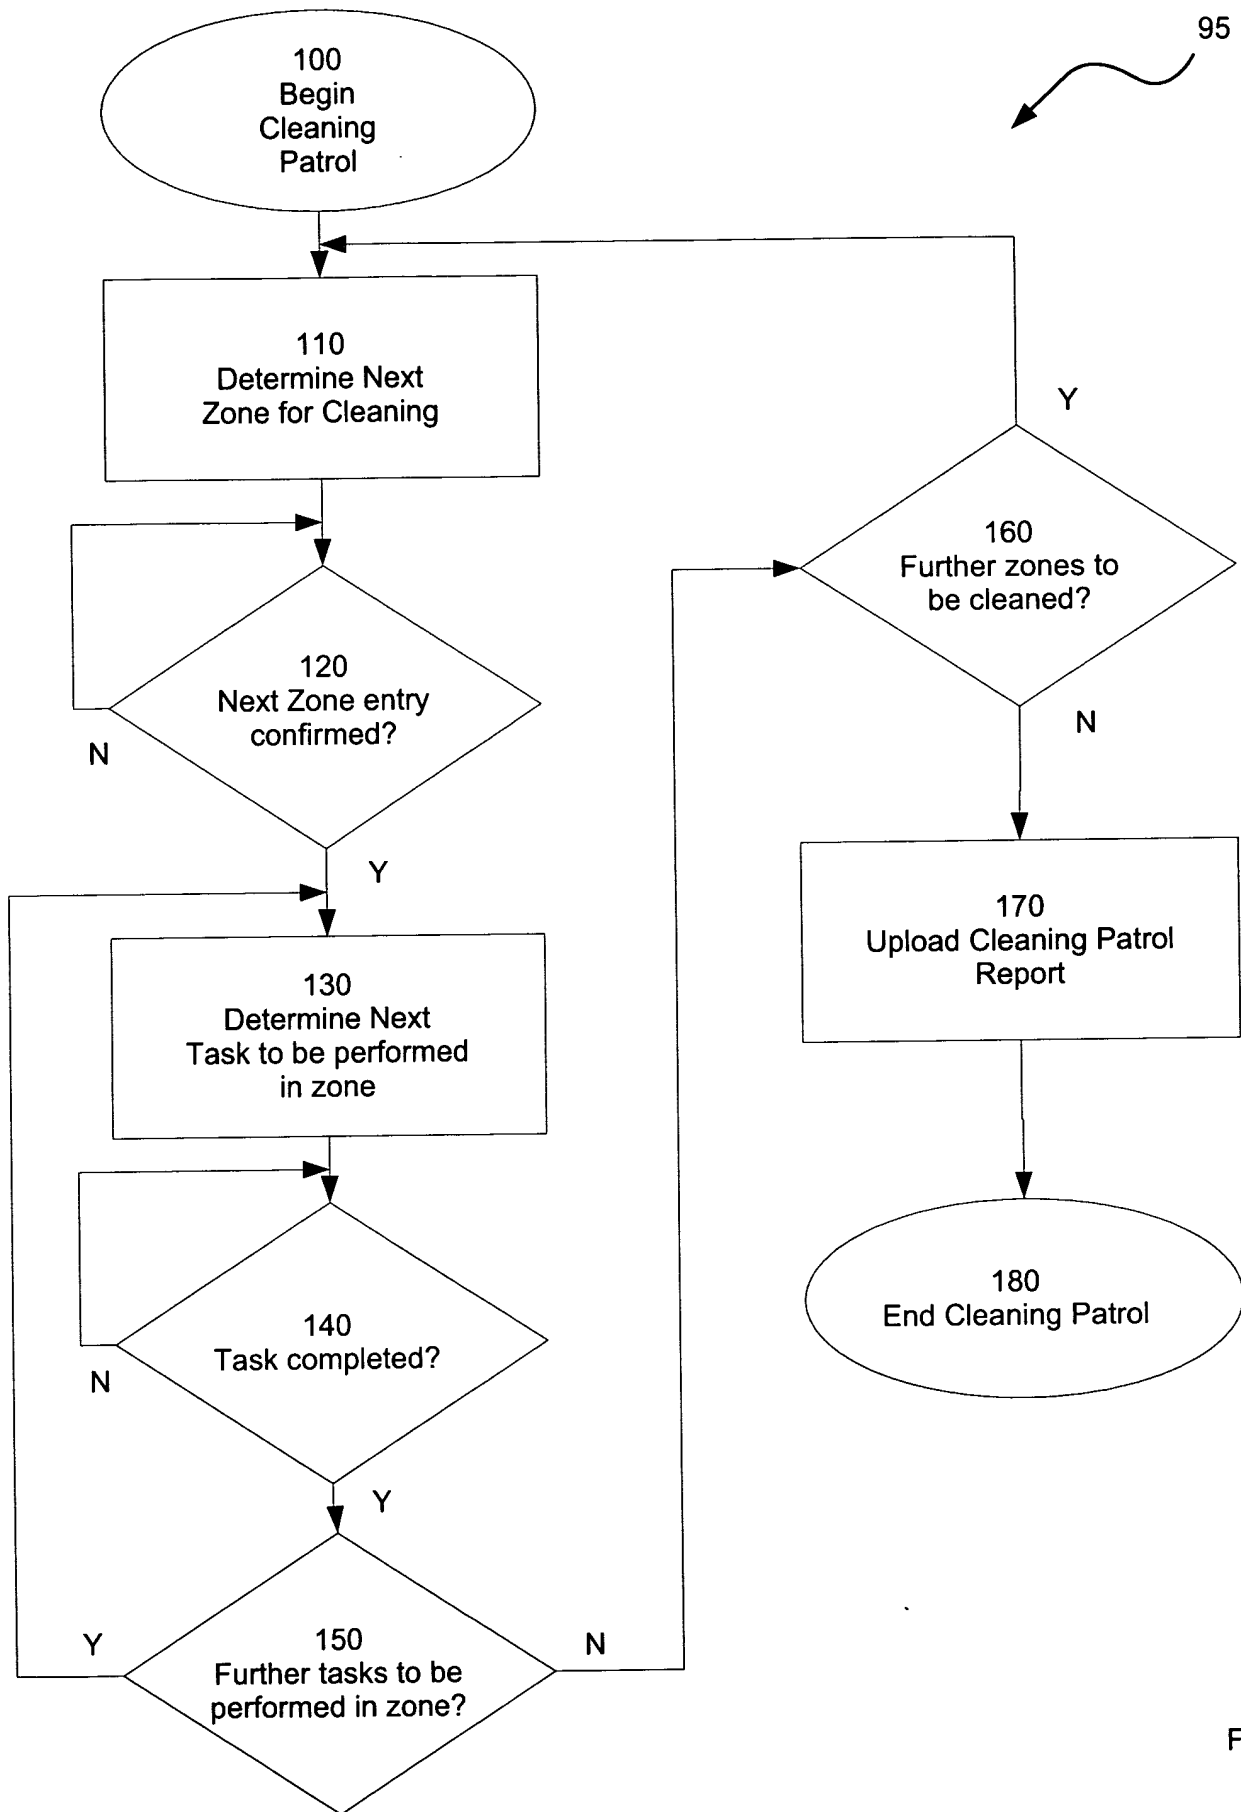 95
100
Begin
Cleaning
Patrol
110
Determine Next
Zone for Cleaning
Y
160
Further zones to
be cleaned?
120
Next Zone entry
confirmed?
N
N
Y
170
Upload Cleaning Patrol
Report
130
Determine Next
Task to be performed
in zone
180
End Cleaning Patrol
140
Task completed?
N
Y
150
Further tasks to be
performed in zone?
Y
N
F